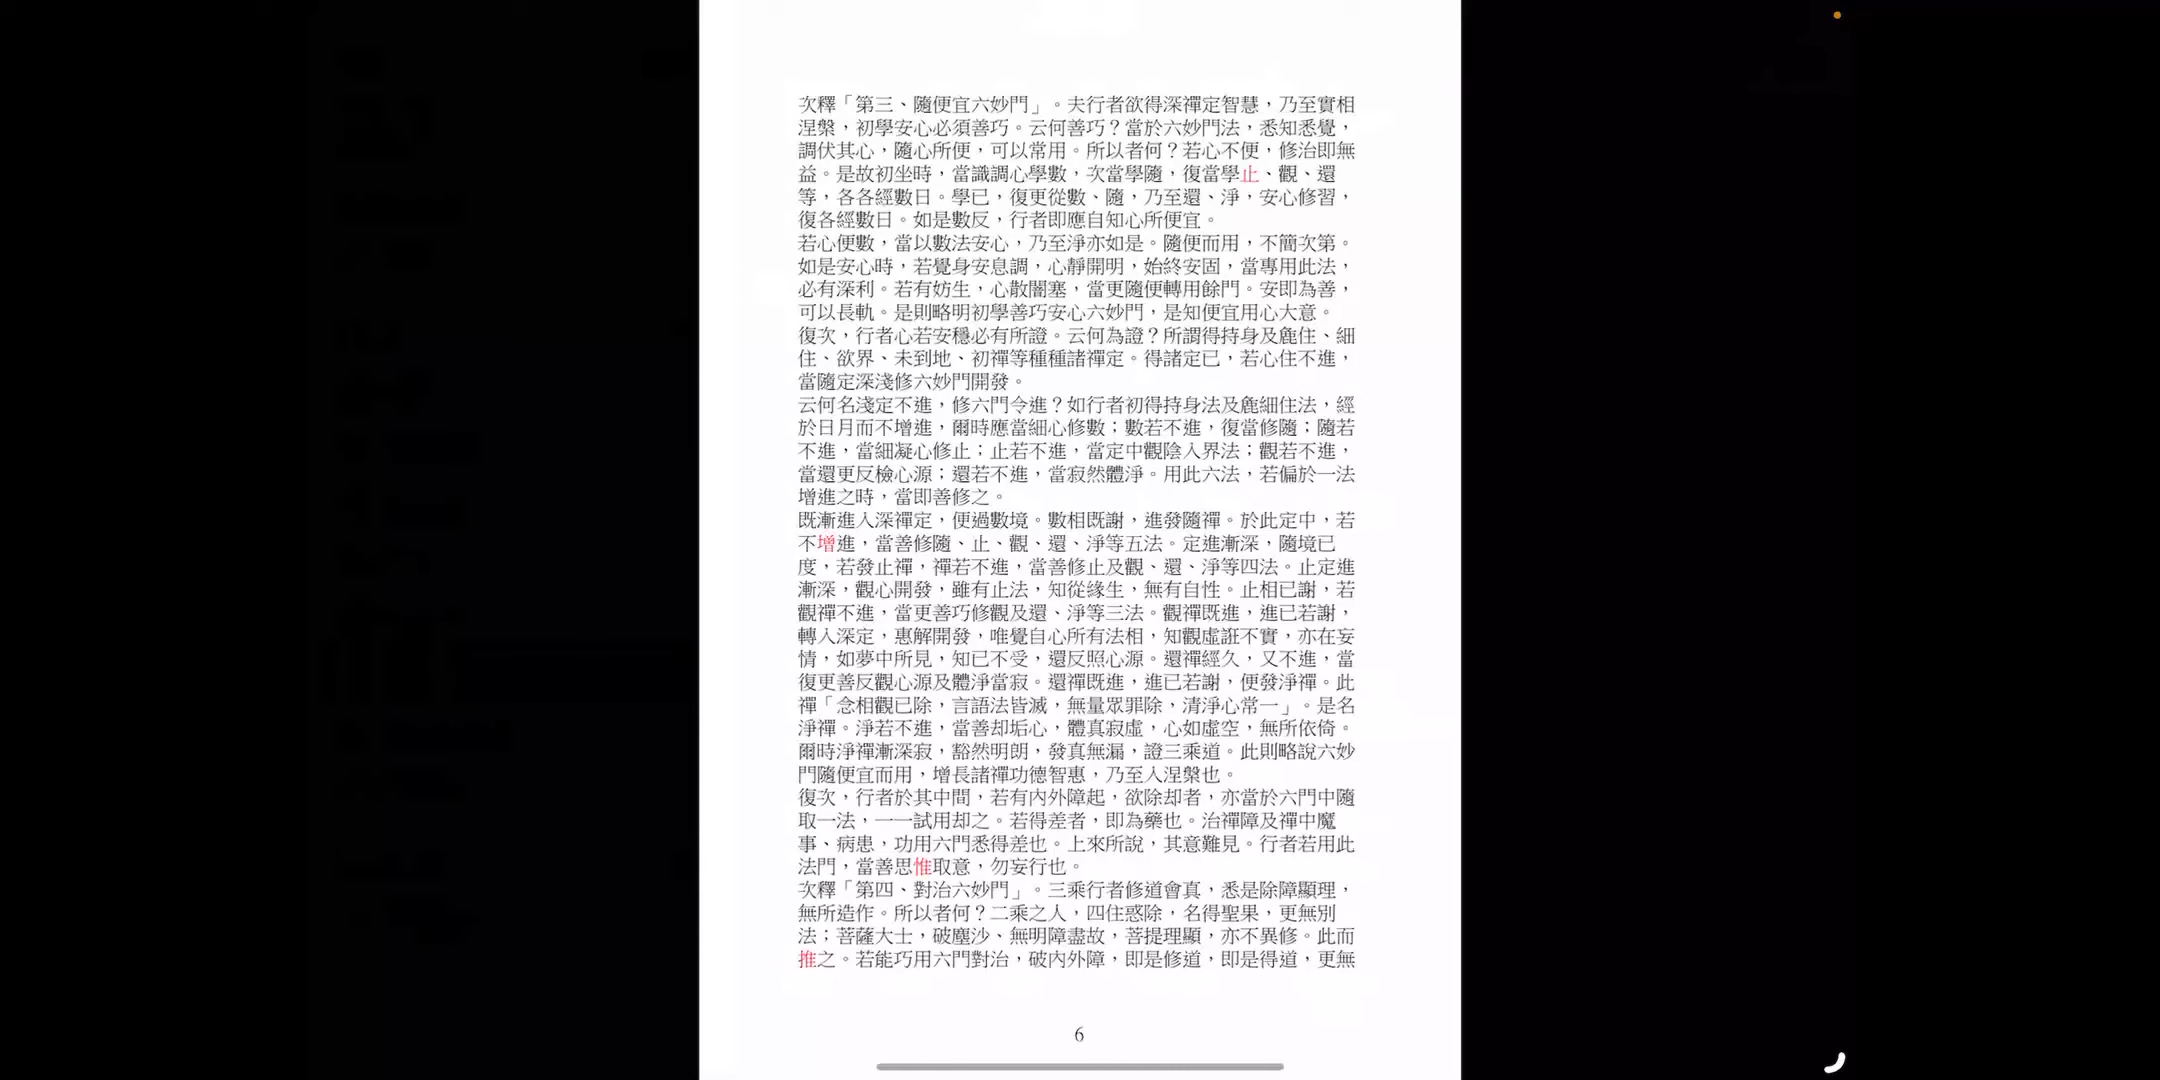 次釋「第三、隨便宜六妙門」。夫行者欲得深禪定智慧，乃至實相
涅槃，初學安心必須善巧。云何善巧？當於六妙門法，悉知悉覺，
調伏其心，隨心所便，可以常用。所以者何？若心不便，修治即無
益。是故初坐時，當識調心學數，次當學隨，復當學止、觀、還
等，各各經數日。學已，復更從數、隨，乃至還、淨，安心修習，
復各經數日。如是數反，行者即應自知心所便宜。
若心便數，當以數法安心，乃至淨亦如是。隨便而用，不簡次第。
如是安心時，若覺身安息調，心靜開明，始終安固，當專用此法，
必有深利。若有妨生，心散闇塞，當更隨便轉用餘門。安即為善，
可以長軌。是則略明初學善巧安心六妙門，是知便宜用心大意。
復次，行者心若安穩必有所證。云何為證？所謂得持身及麁住、細
住、欲界、未到地、初禪等種種諸禪定。得諸定已，若心住不進，
當隨定深淺修六妙門開發。
云何名淺定不進，修六門令進？如行者初得持身法及麁細住法，經
於日月而不增進，爾時應當細心修數；數若不進，復當修隨；隨若
不進，當細凝心修止；止若不進，當定中觀陰入界法；觀若不進，
當還更反檢心源；還若不進，當寂然體淨。用此六法，若偏於一法
增進之時，當即善修之。
既漸進入深禪定，便過數境。數相既謝，進發隨禪。於此定中，若
不增進，當善修隨、止、觀、還、淨等五法。定進漸深，隨境已
度，若發止禪，禪若不進，當善修止及觀、還、淨等四法。止定進
漸深，觀心開發，雖有止法，知從緣生，無有自性。止相已謝，若
觀禪不進，當更善巧修觀及還、淨等三法。觀禪既進，進已若謝，
轉入深定，惠解開發，唯覺自心所有法相，知觀虛誑不實，亦在妄
情，如夢中所見，知已不受，還反照心源。還禪經久，又不進，當
復更善反觀心源及體淨當寂。還禪既進，進已若謝，便發淨禪。此
禪「念相觀已除，言語法皆滅，無量眾罪除，清淨心常一」。是名
淨禪。淨若不進，當善却垢心，體真寂虛，心如虛空，無所依倚。
爾時淨禪漸深寂，豁然明朗，發真無漏，證三乘道。此則略說六妙
門隨便宜而用，增長諸禪功德智惠，乃至入涅槃也。
復次，行者於其中間，若有內外障起，欲除却者，亦當於六門中隨
取一法，一一試用却之。若得差者，即為藥也。治禪障及禪中魔
事、病患，功用六門悉得差也。上來所說，其意難見。行者若用此
法門，當善思惟取意，勿妄行也。
次釋「第四、對治六妙門」。三乘行者修道會真，悉是除障顯理，
無所造作。所以者何？二乘之人，四住惑除，名得聖果，更無別
法；菩薩大士，破塵沙、無明障盡故，菩提理顯，亦不異修。此而
推之。若能巧用六門對治，破內外障，即是修道，即是得道，更無
6